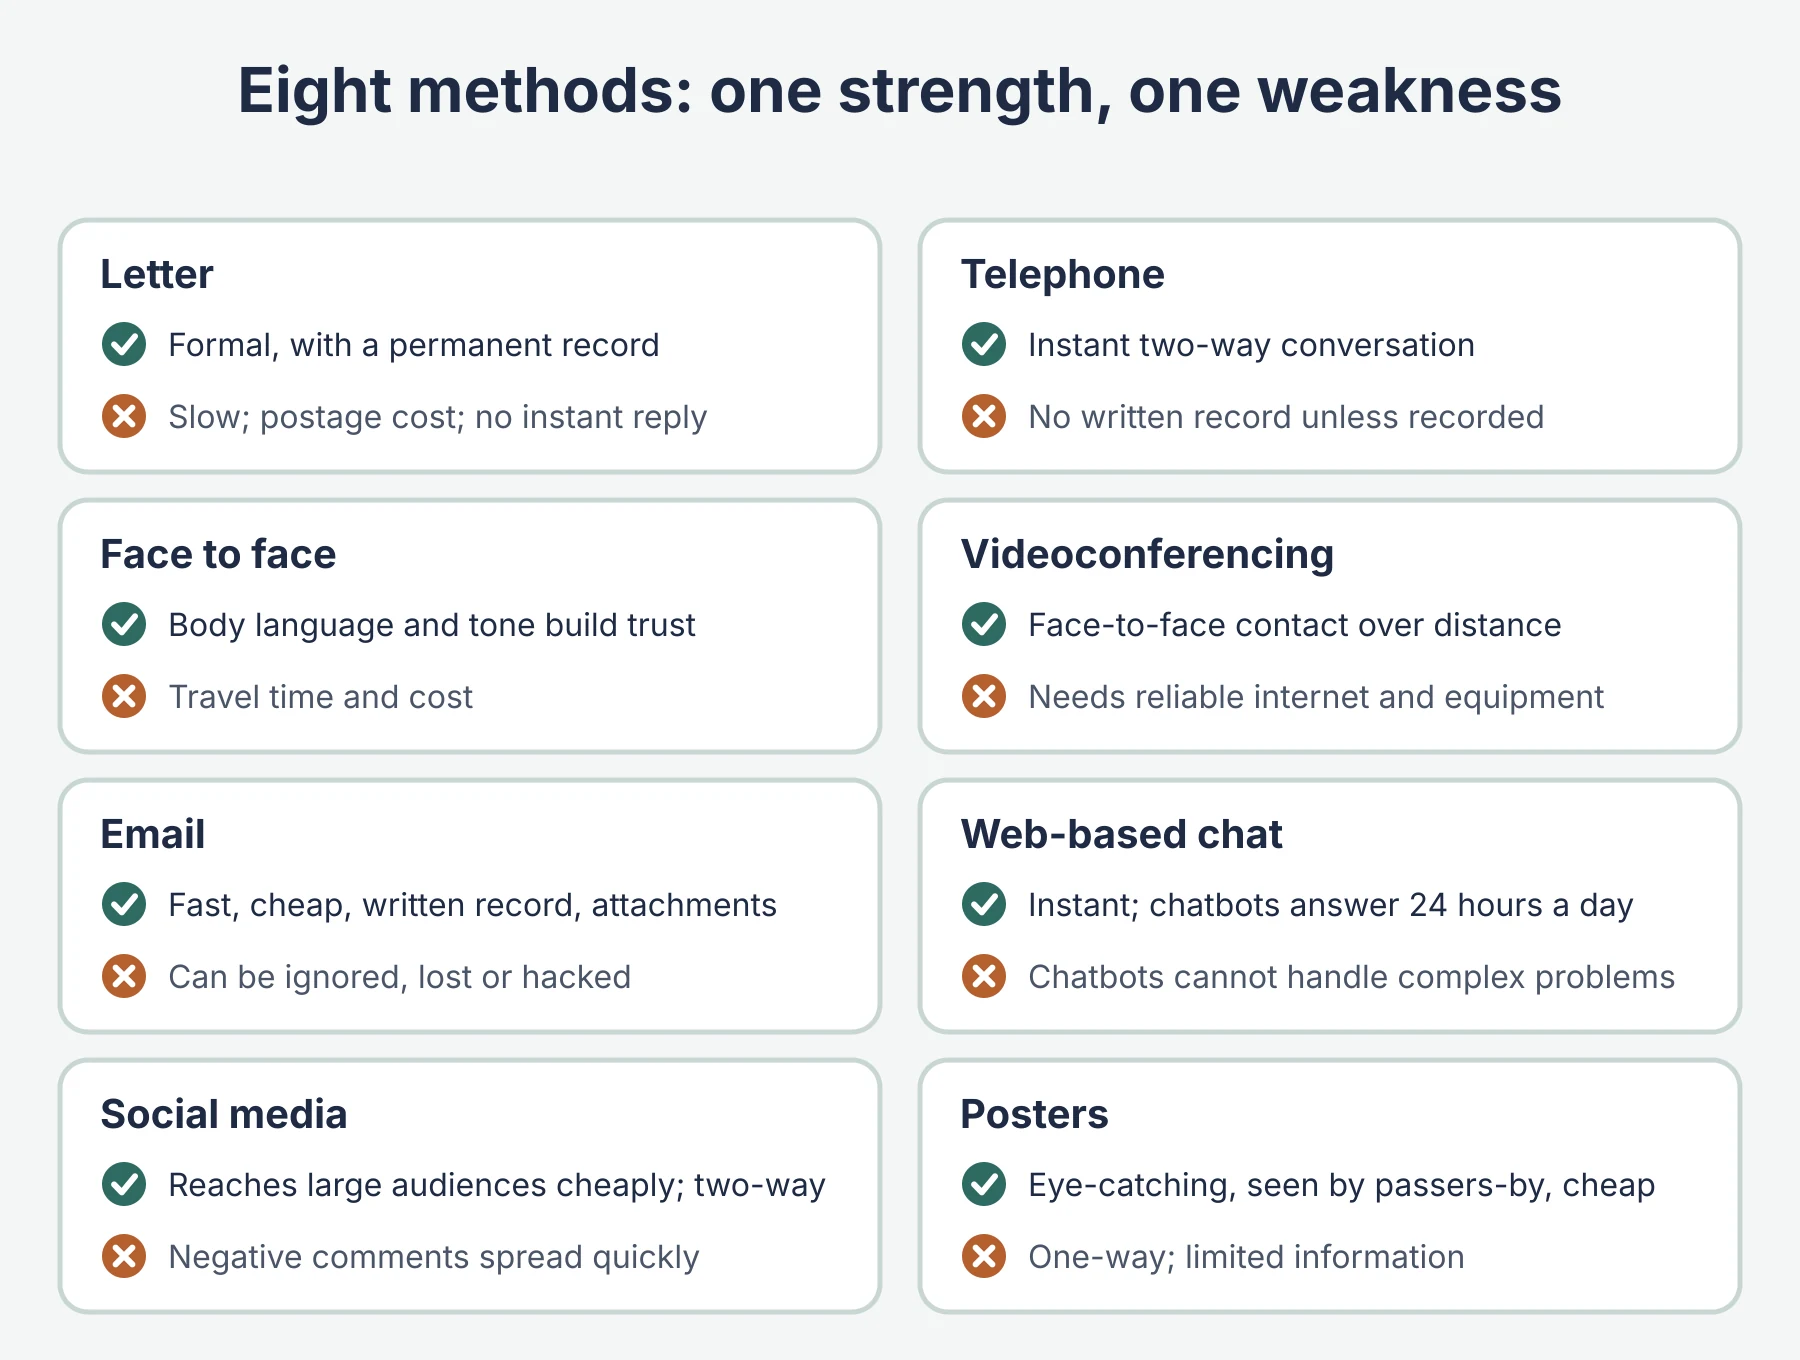 Eight methods: one strength, one weakness
Letter
Formal, with a permanent record
Slow; postage cost; no instant reply
Telephone
Instant two-way conversation
No written record unless recorded
Face to face
Body language and tone build trust
Travel time and cost
Videoconferencing
Face-to-face contact over distance
Needs reliable internet and equipment
Email
Fast, cheap, written record, attachments
Can be ignored, lost or hacked
Web-based chat
Instant; chatbots answer 24 hours a day
Chatbots cannot handle complex problems
Social media
Reaches large audiences cheaply; two-way
Negative comments spread quickly
Posters
Eye-catching, seen by passers-by, cheap
One-way; limited information